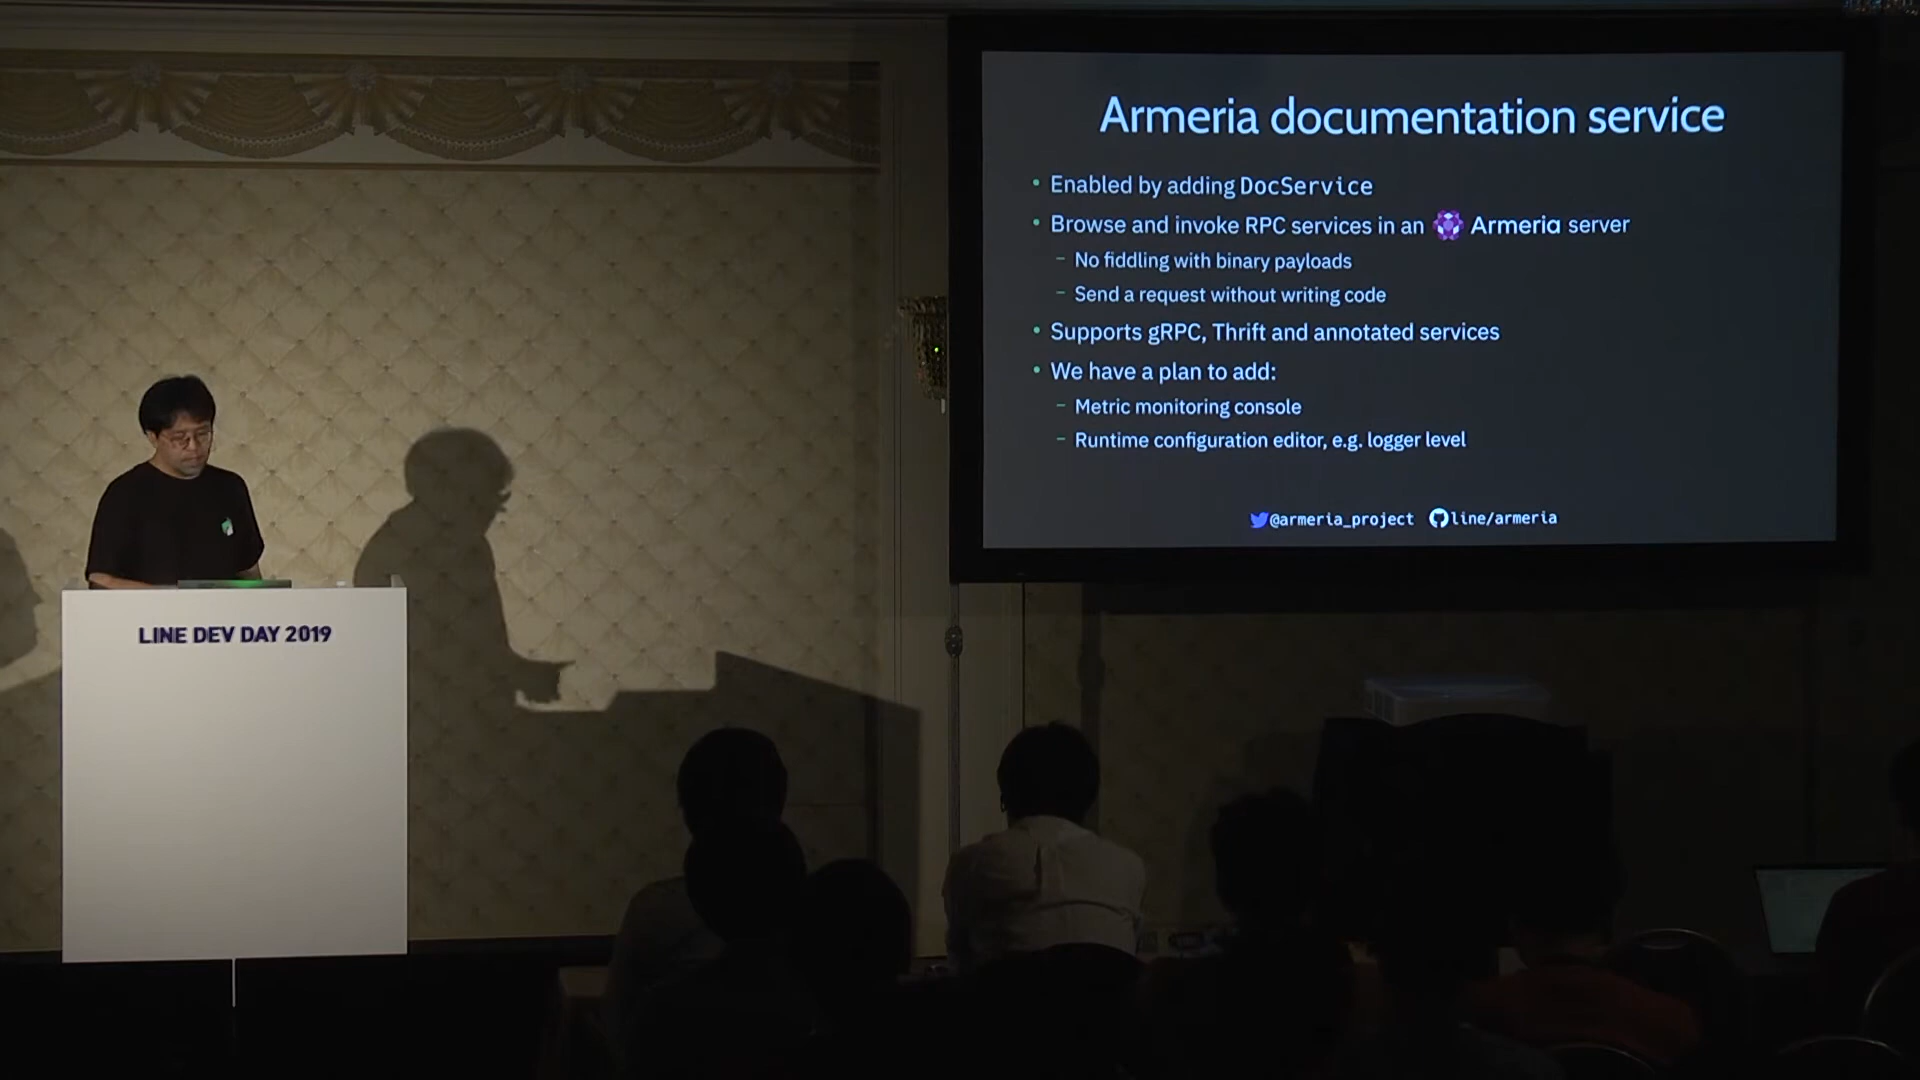 Armeria documentation service
• Enabled by adding DocService
• Browse and invoke RPC services in an Armeria server
– No fiddling with binary payloads
– Send a request without writing code
• Supports gRPC, Thrift and annotated services
• We have a plan to add:
– Metric monitoring console
– Runtime configuration editor, e.g. logger level
@armeria_project line/armeria
LINE DEV DAY 2019